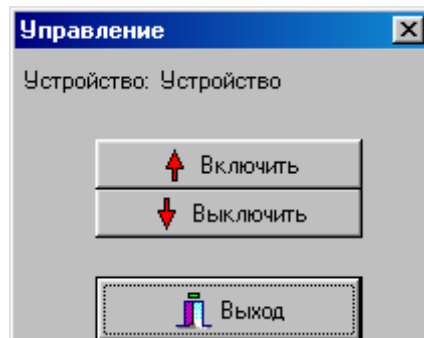 Управление
Устройство: Устройство
Включить
Выключить
Выход